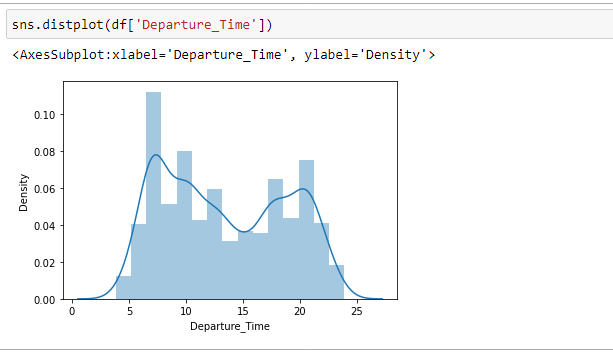 sns.distplot(df['Departure_Time'])
<AxesSubplot:xlabel='Departure_Time', ylabel='Density'>
0.10
0.08
0.06
0.04
0.02
0.00
Density
0 5 10 15 20 25
Departure_Time